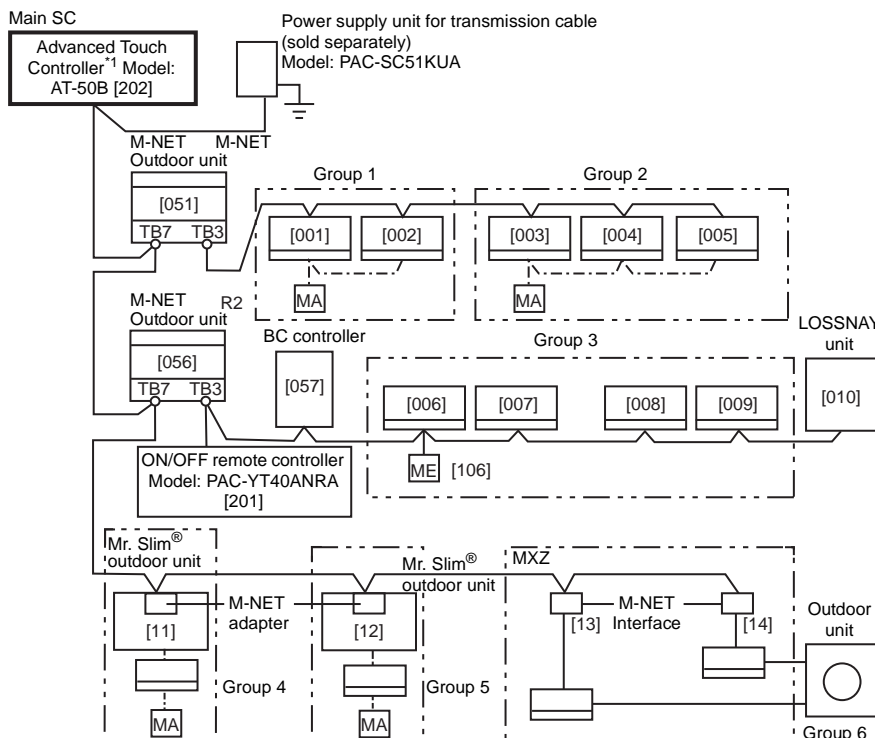 Main SC
Advanced Touch
Controller*1 Model:
AT-50B [202]
Power supply unit for transmission cable
(sold separately)
Model: PAC-SC51KUA
M-NET
M-NET
Outdoor unit
[051]
TB7
TB3
Group 1
[001]
[002]
MA
Group 2
[003]
[004]
[005]
MA
M-NET
Outdoor unit
R2
[056]
TB7
TB3
BC controller
[057]
Group 3
[006]
[007]
[008]
[009]
ME
[106]
LOSSNAY
unit
[010]
ON/OFF remote controller
Model: PAC-YT40ANRA
[201]
Mr. Slim®
outdoor unit
[11]
M-NET
adapter
MA
Group 4
Mr. Slim®
outdoor unit
[12]
MA
Group 5
MXZ
[13]
M-NET
Interface
[14]
Outdoor
unit
Group 6